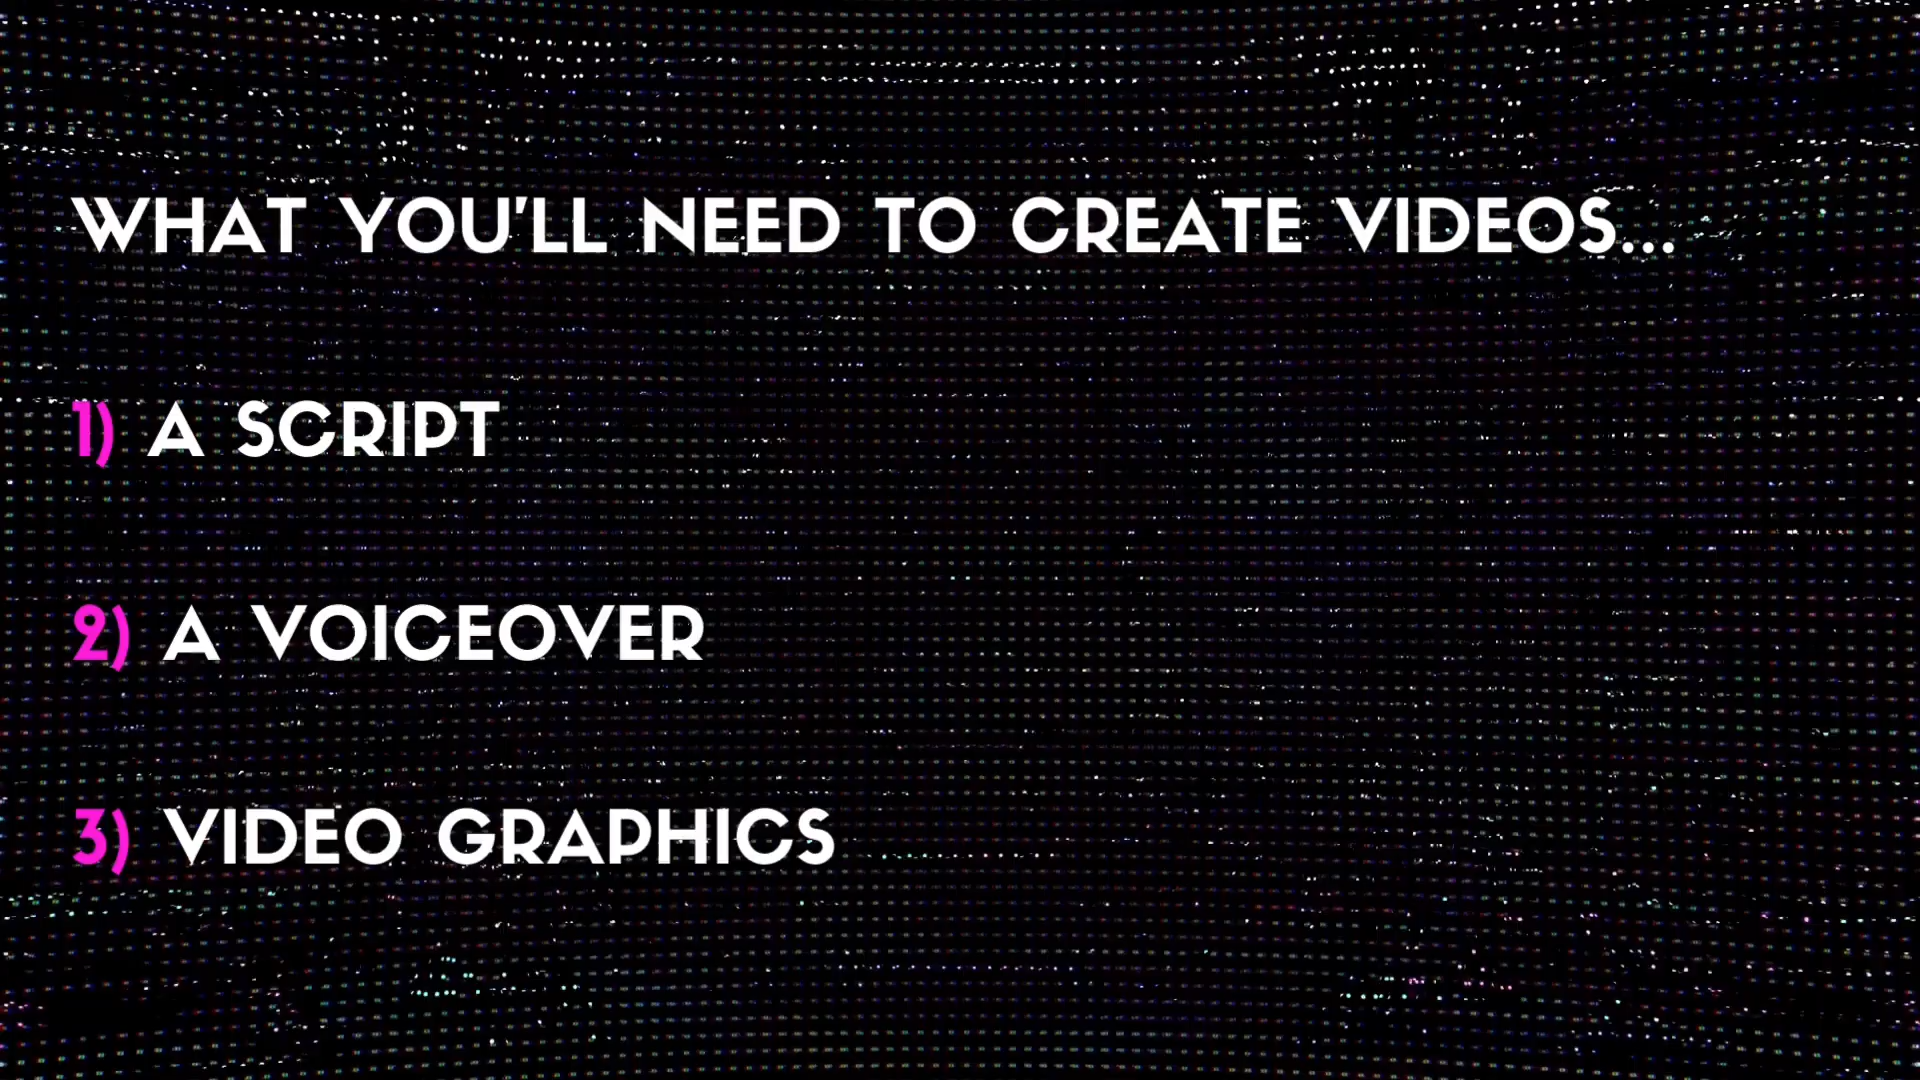 WHAT YOU'LL NEED TO CREATE VIDEOS...
1) A SCRIPT
2) A VOICEOVER
3) VIDEO GRAPHICS